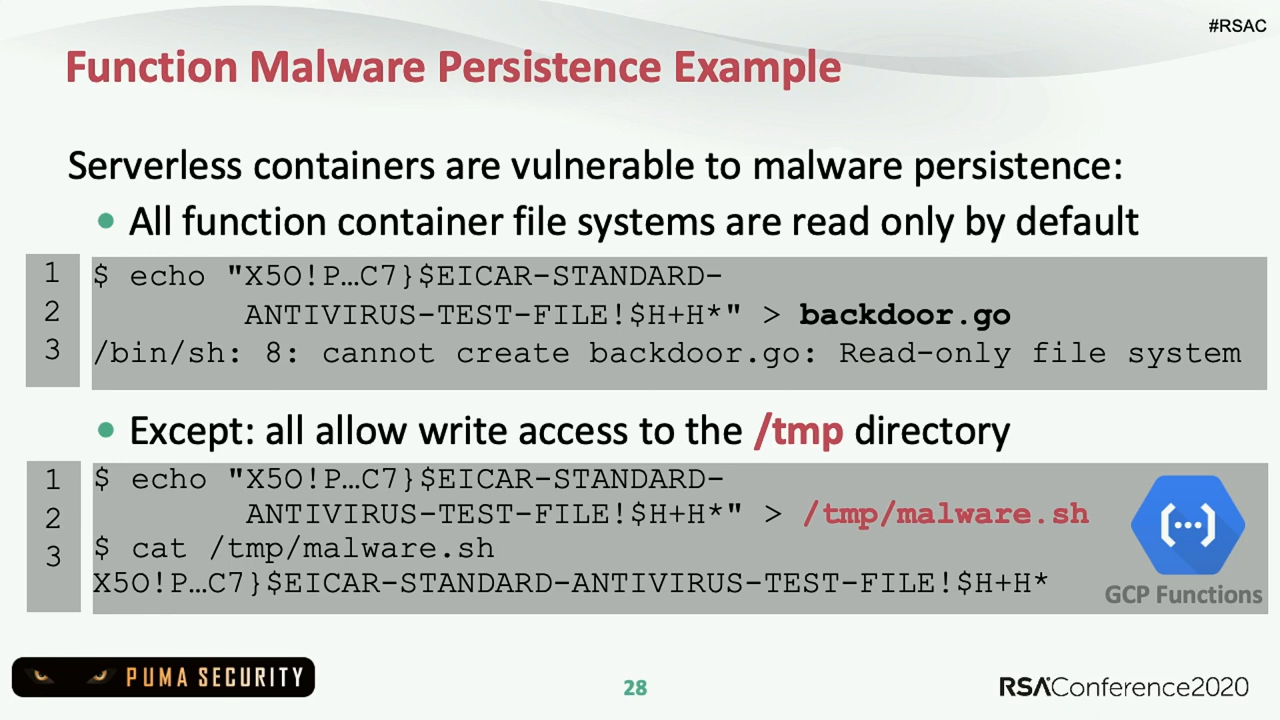 #RSAC
Function Malware Persistence Example
Serverless containers are vulnerable to malware persistence:
• All function container file systems are read only by default
1 $ echo "X5O!P…C7}$EICAR-STANDARD-
2 ANTIVIRUS-TEST-FILE!$H+H*" > backdoor.go
3 /bin/sh: 8: cannot create backdoor.go: Read-only file system
• Except: all allow write access to the /tmp directory
1 $ echo "X5O!P…C7}$EICAR-STANDARD-
2 ANTIVIRUS-TEST-FILE!$H+H*" > /tmp/malware.sh
3 $ cat /tmp/malware.sh
X5O!P…C7}$EICAR-STANDARD-ANTIVIRUS-TEST-FILE!$H+H*
GCP Functions
PUMA SECURITY
28
RSAConference2020